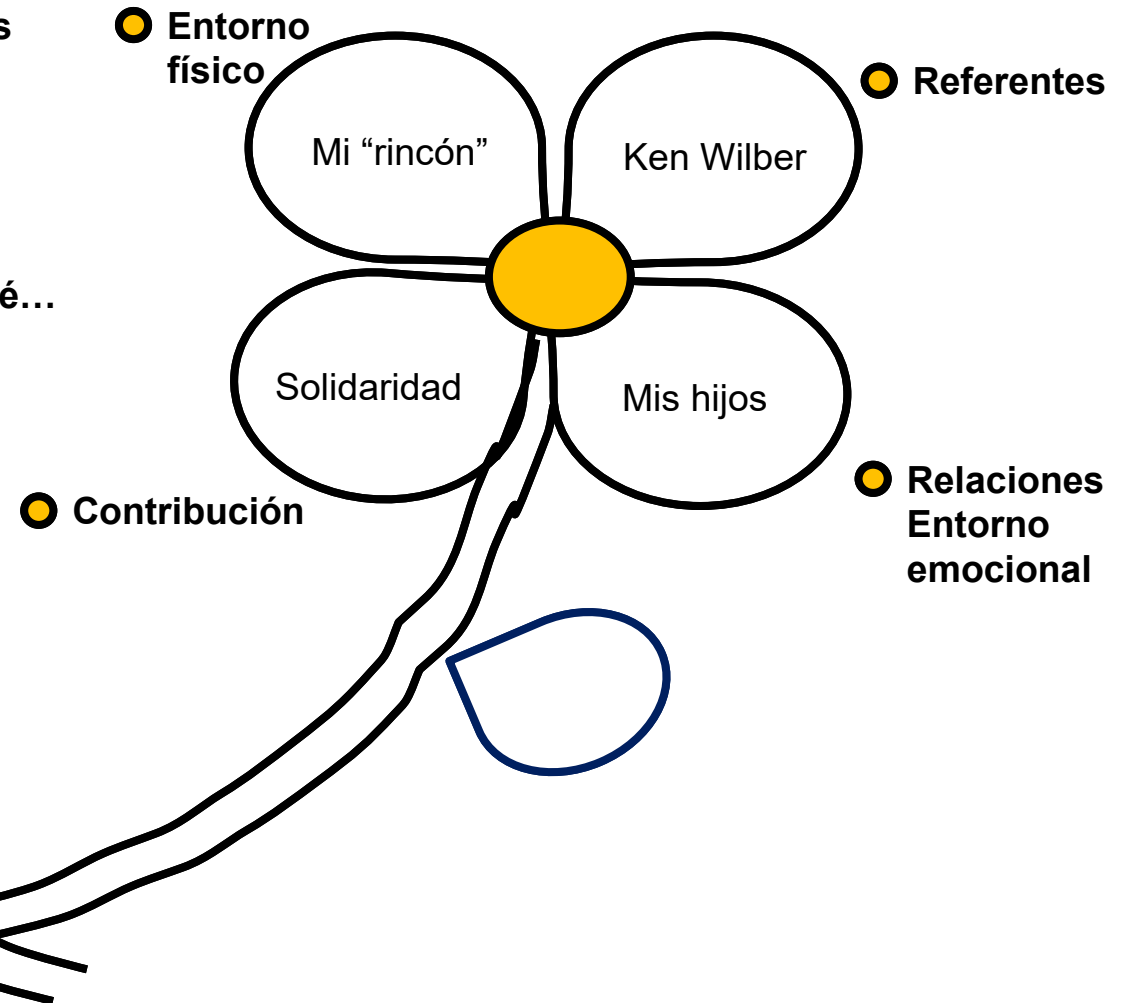 s
Entorno
físico
Referentes
Mi “rincón”
Ken Wilber
é…
Solidaridad
Mis hijos
Contribución
Relaciones
Entorno
emocional